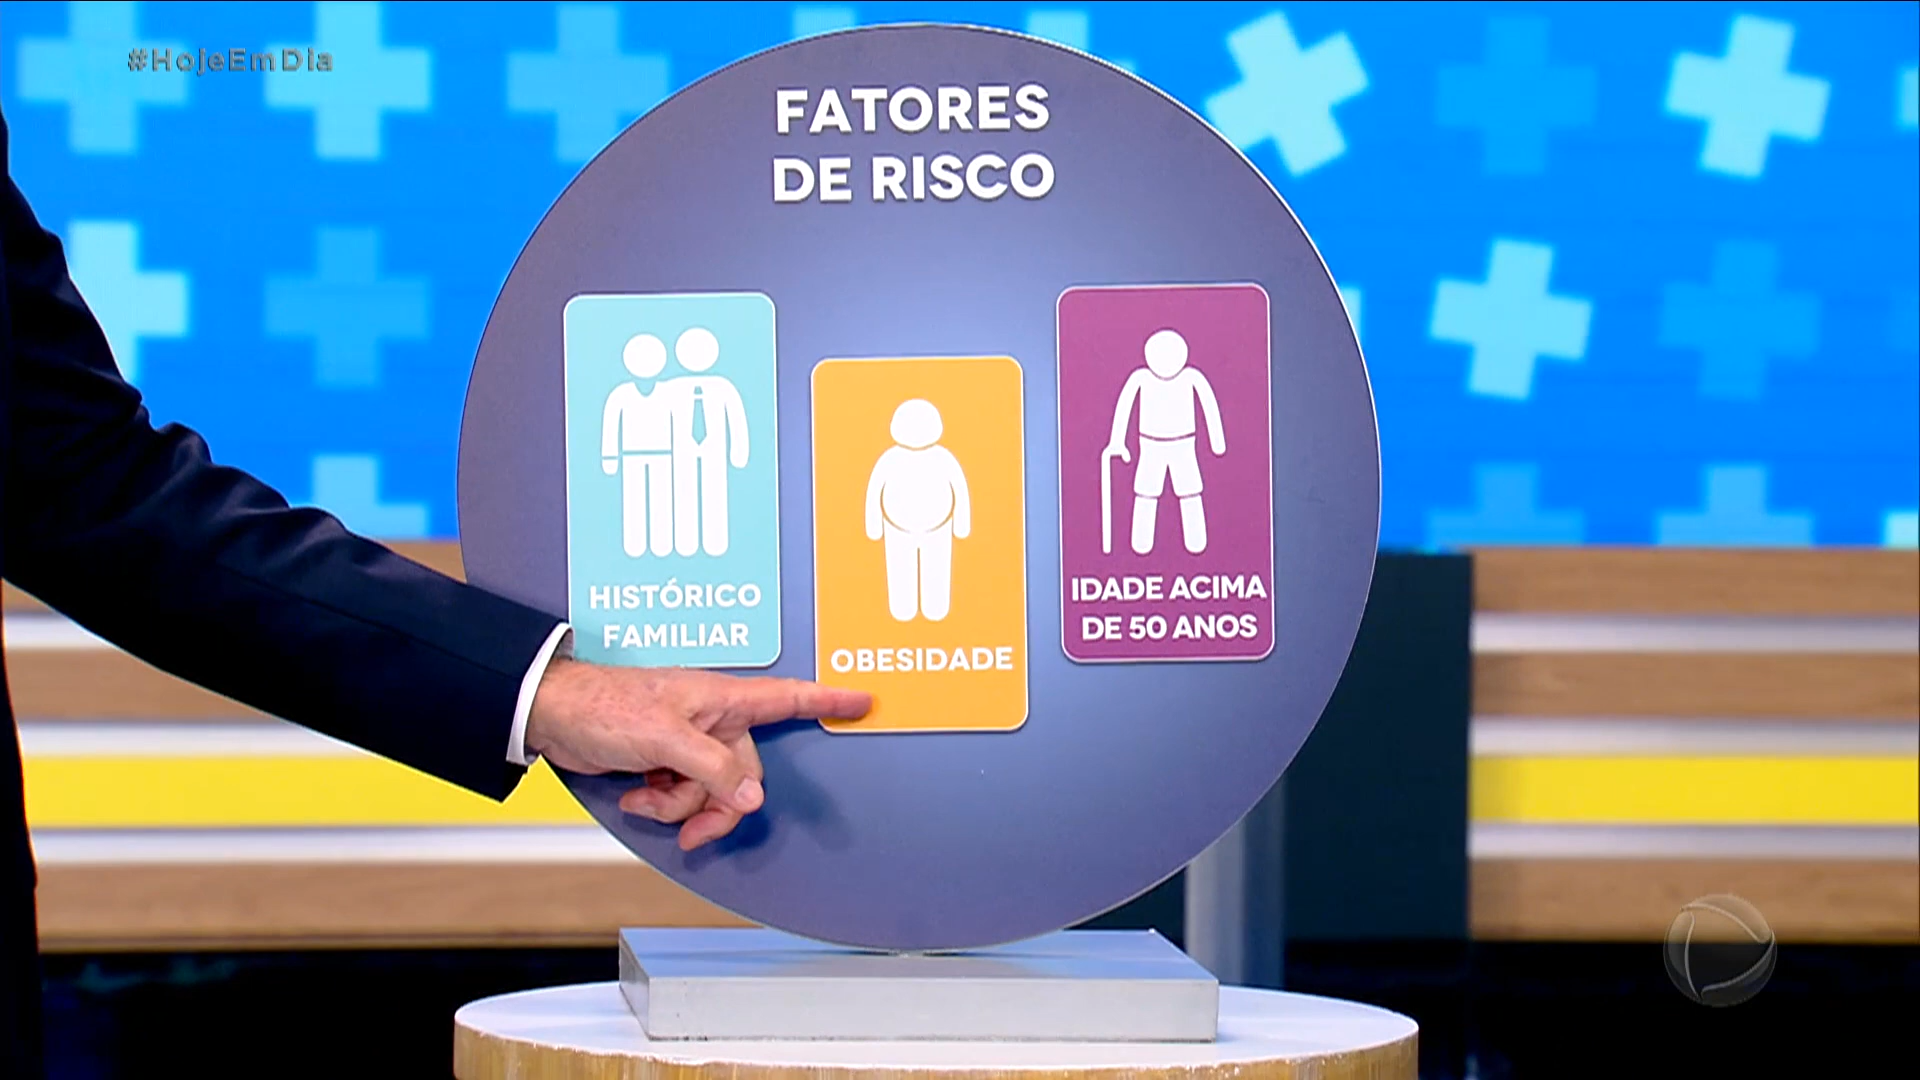 #HojeEmDia
FATORES
DE RISCO
HISTÓRICO
FAMILIAR
OBESIDADE
IDADE ACIMA
DE 50 ANOS